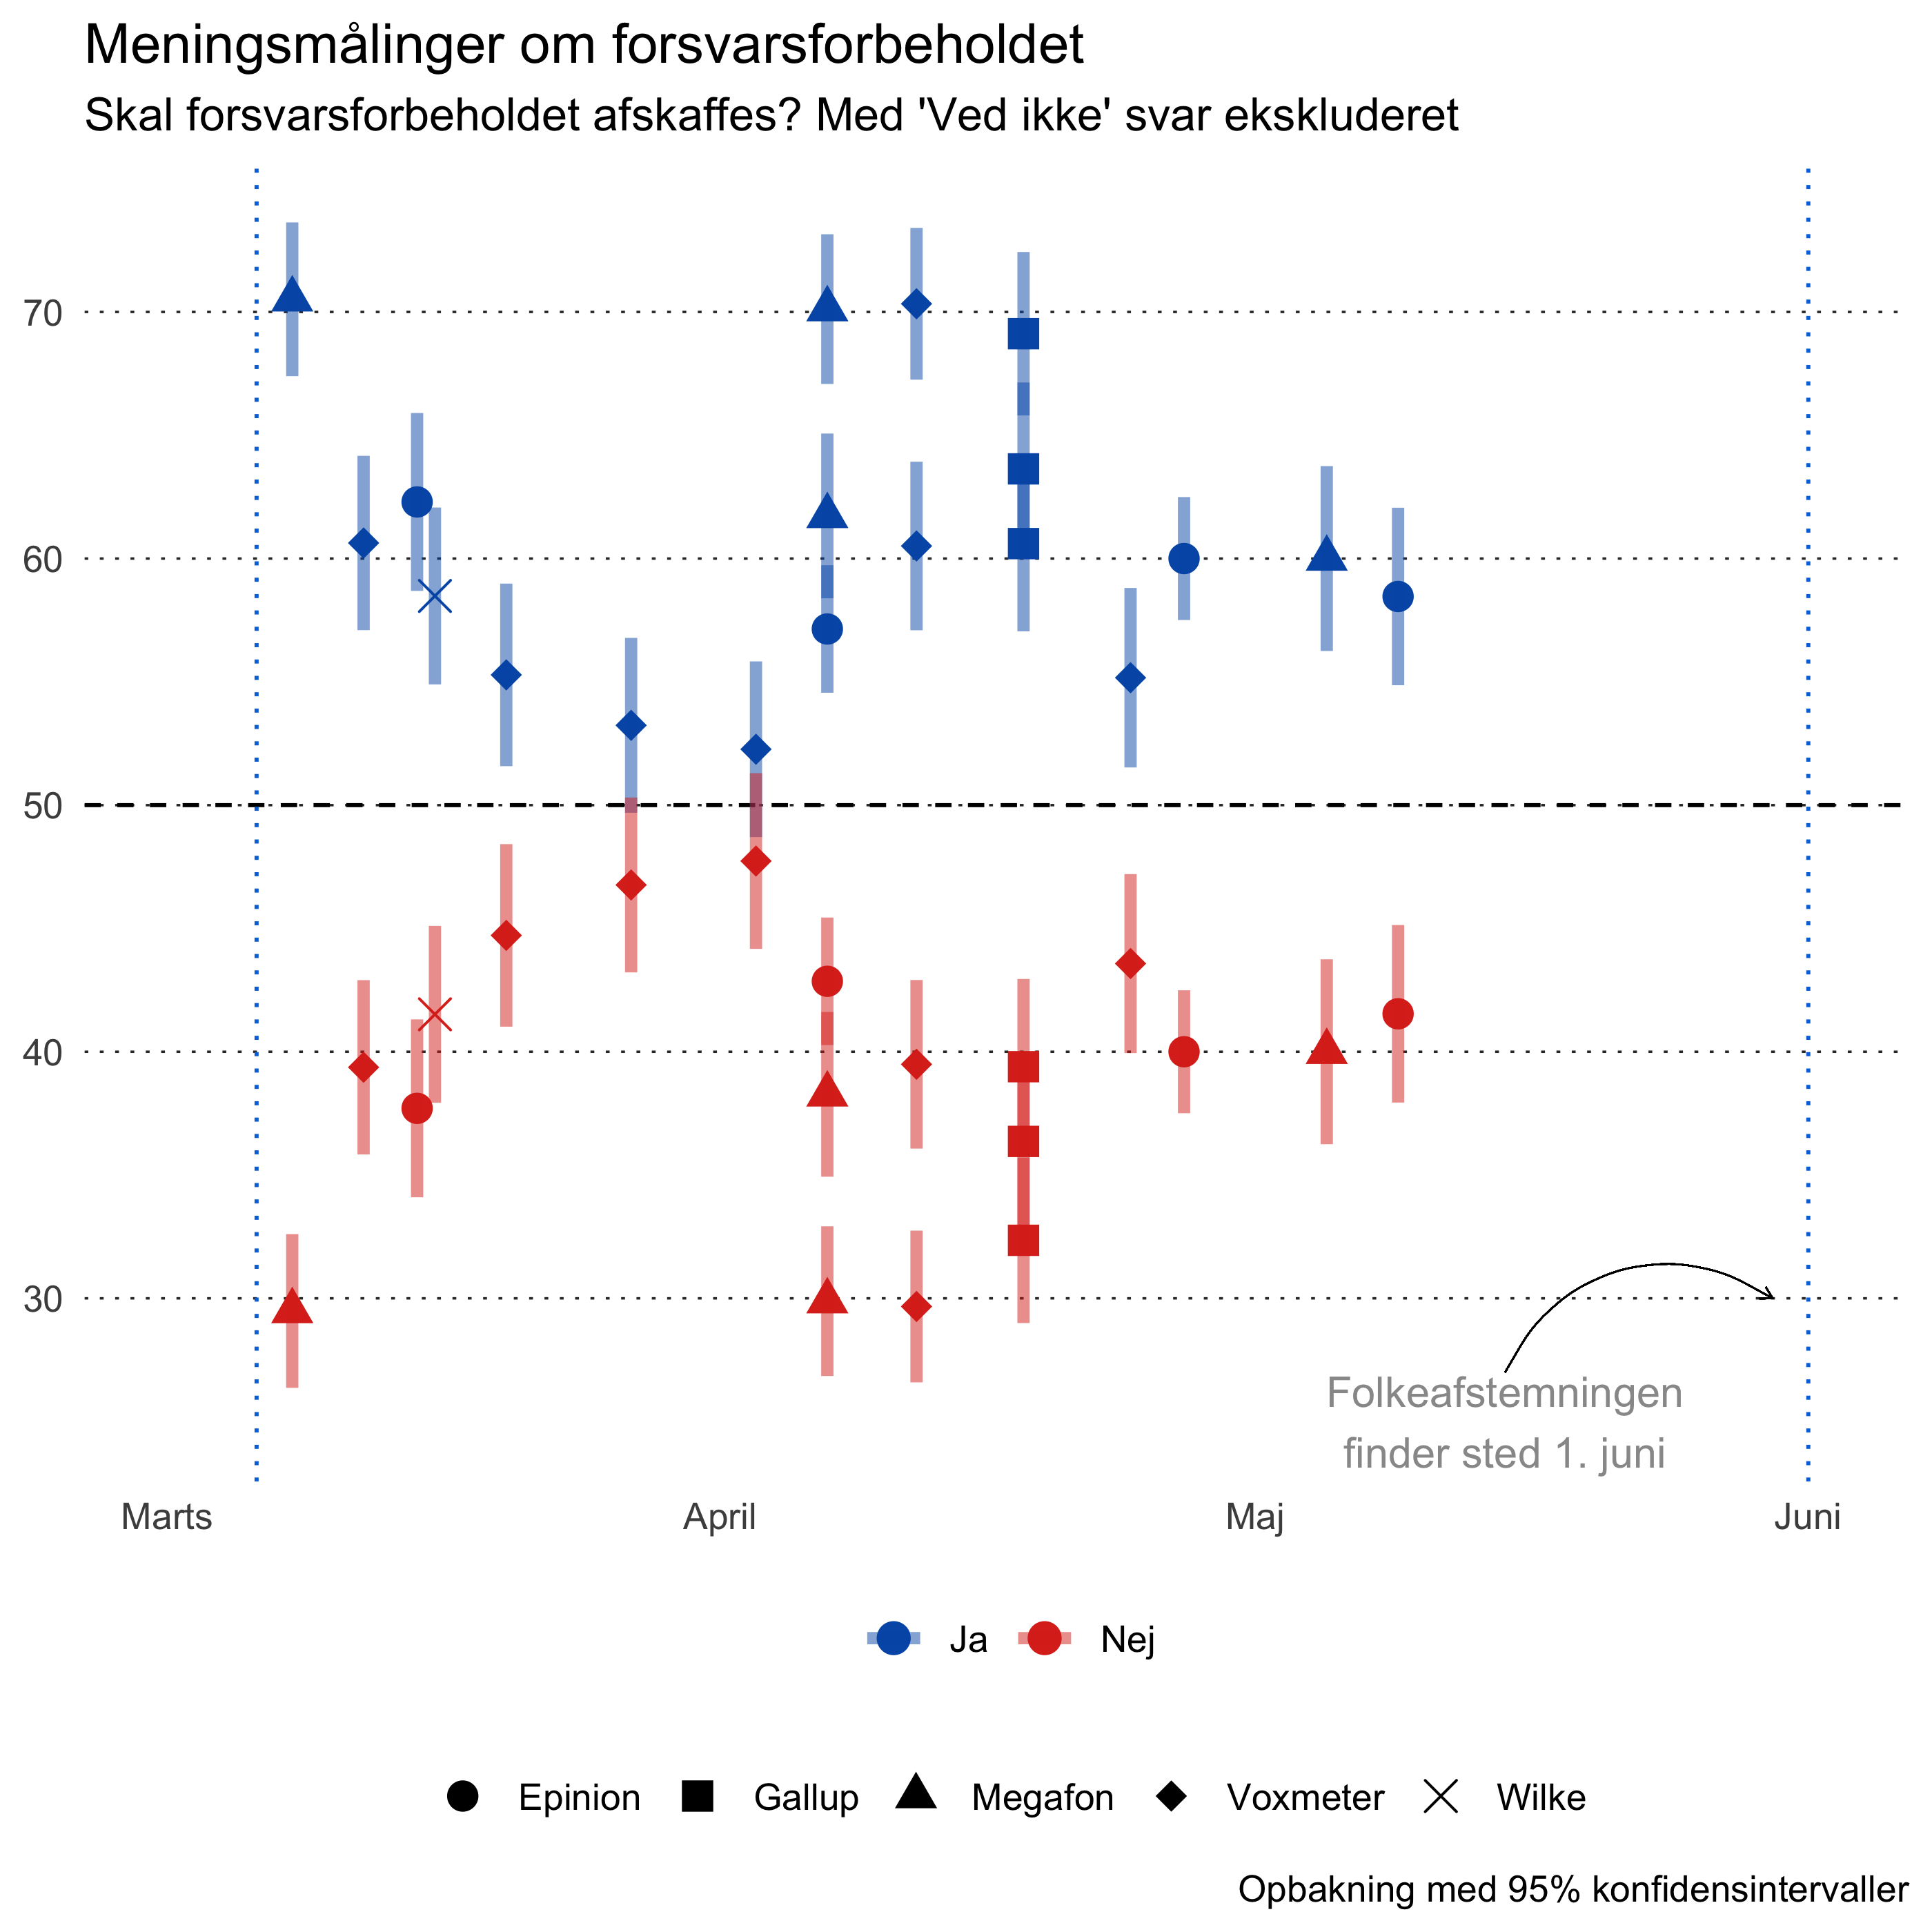 Meningsmålinger om forsvarsforbeholdet
Skal forsvarsforbeholdet afskaffes? Med 'Ved ikke' svar ekskluderet
70
60
50
40
30
Folkeafstemningen
finder sted 1. juni
Marts April Maj Juni
Ja Nej
Epinion Gallup Megafon Voxmeter Wilke
Opbakning med 95% konfidensintervaller